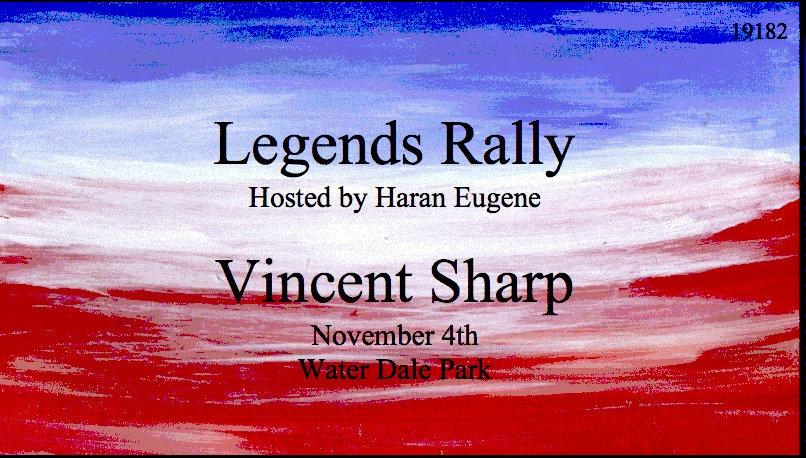 19182
Legends Rally
Hosted by Haran Eugene
Vincent Sharp
November 4th
Water Dale Park